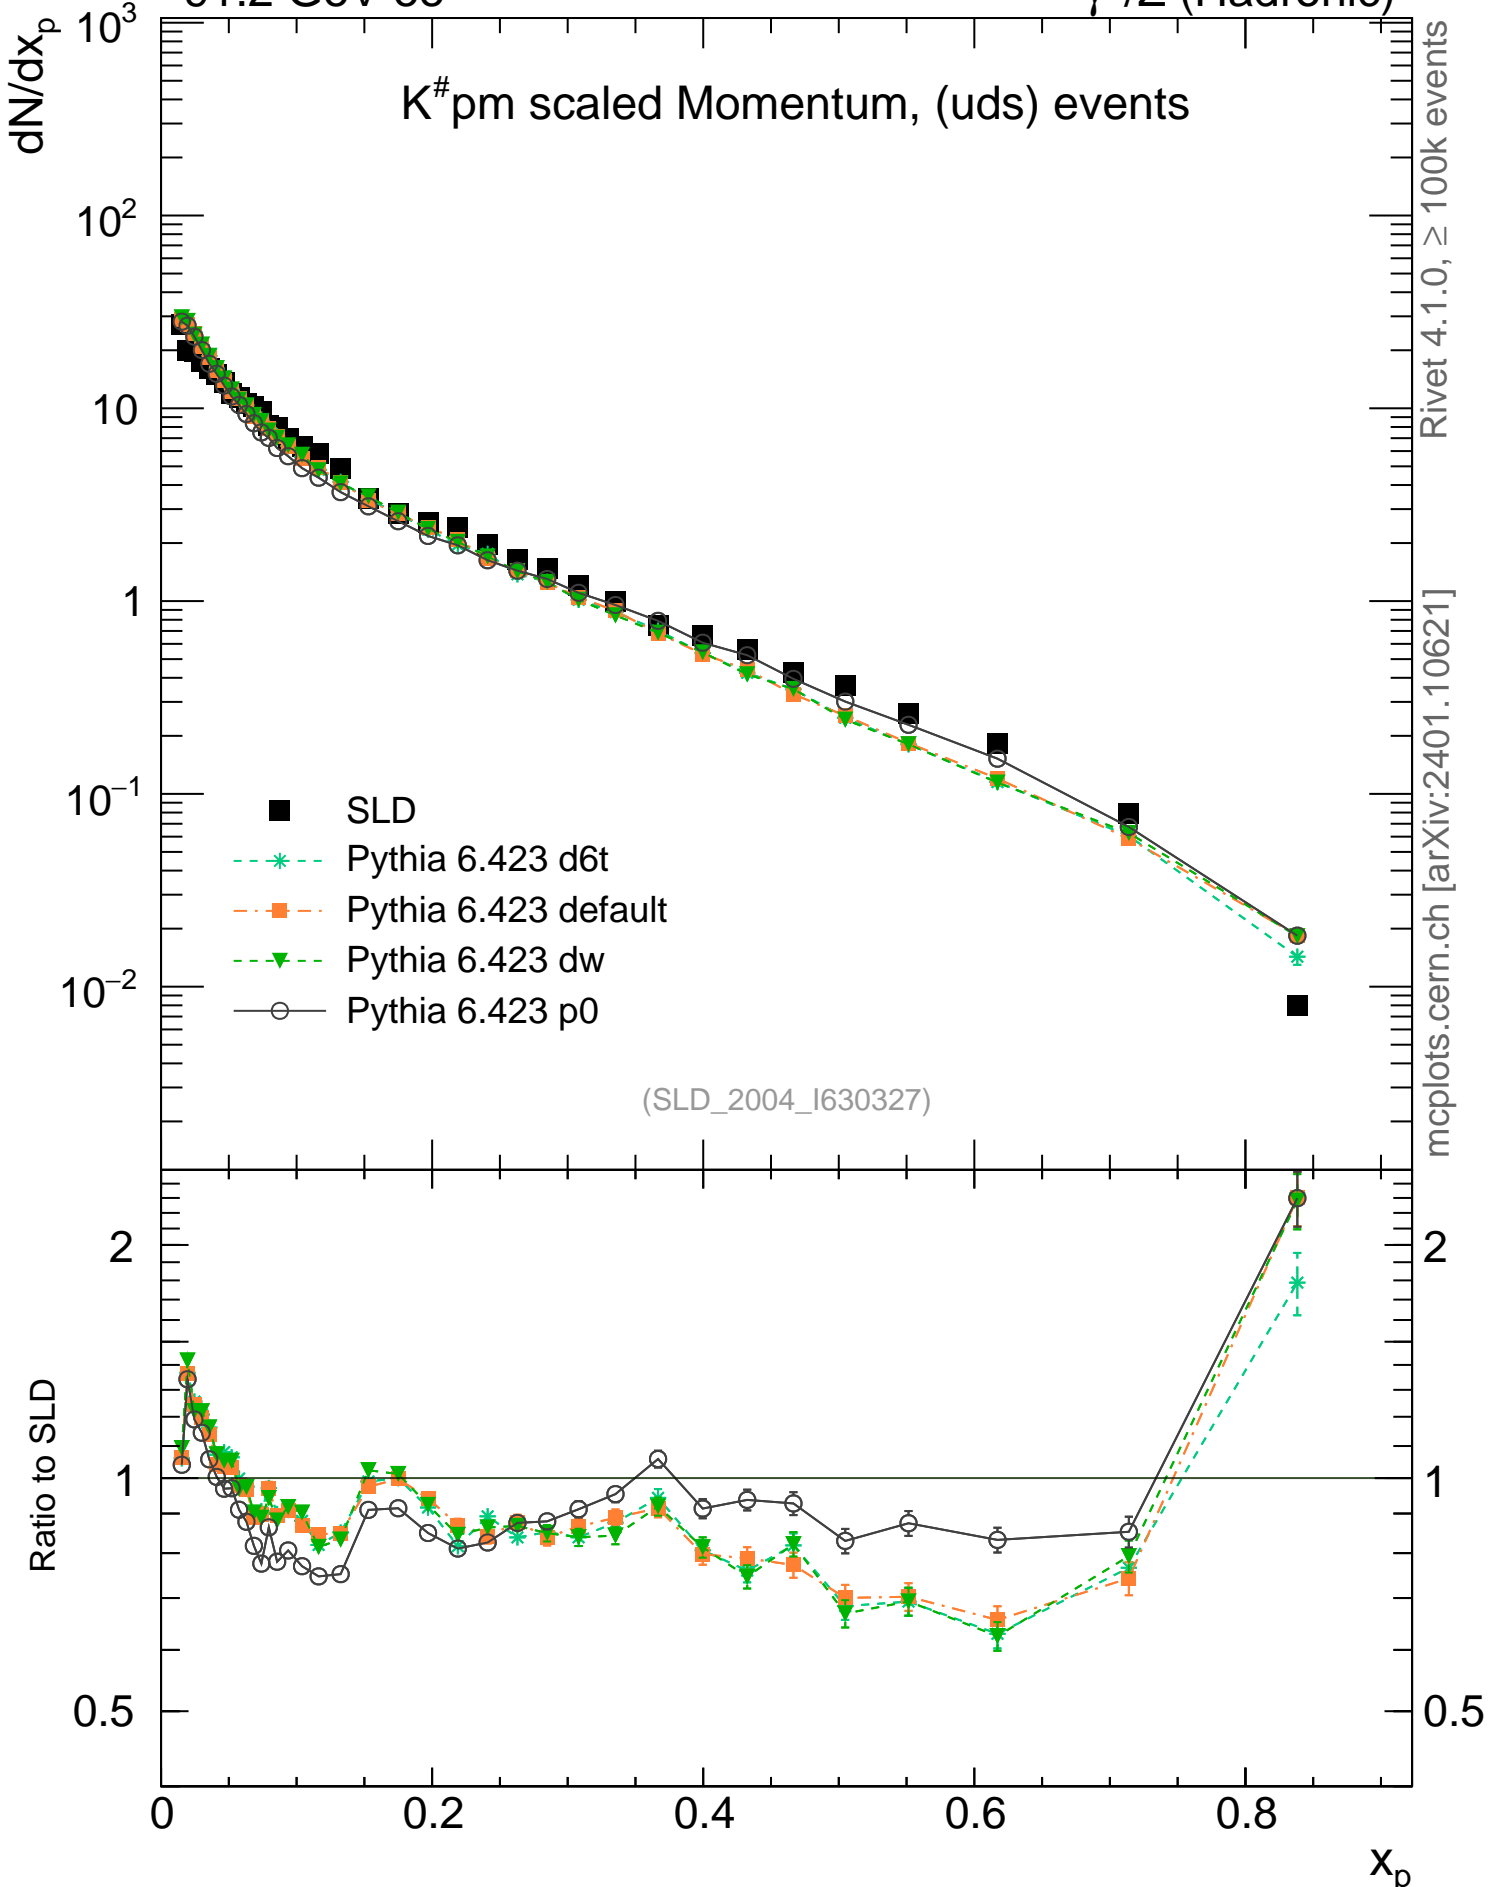 dN/dx_p
K^#pm scaled Momentum, (uds) events
10^3
10^2
10
1
10^−1
10^−2
SLD
Pythia 6.423 d6t
Pythia 6.423 default
Pythia 6.423 dw
Pythia 6.423 p0
(SLD_2004_I630327)
Rivet 4.1.0, ≥ 100k events
mcplots.cern.ch [arXiv:2401.10621]
Ratio to SLD
2
1
0.5
2
1
0.5
0
0.2
0.4
0.6
0.8
x_p